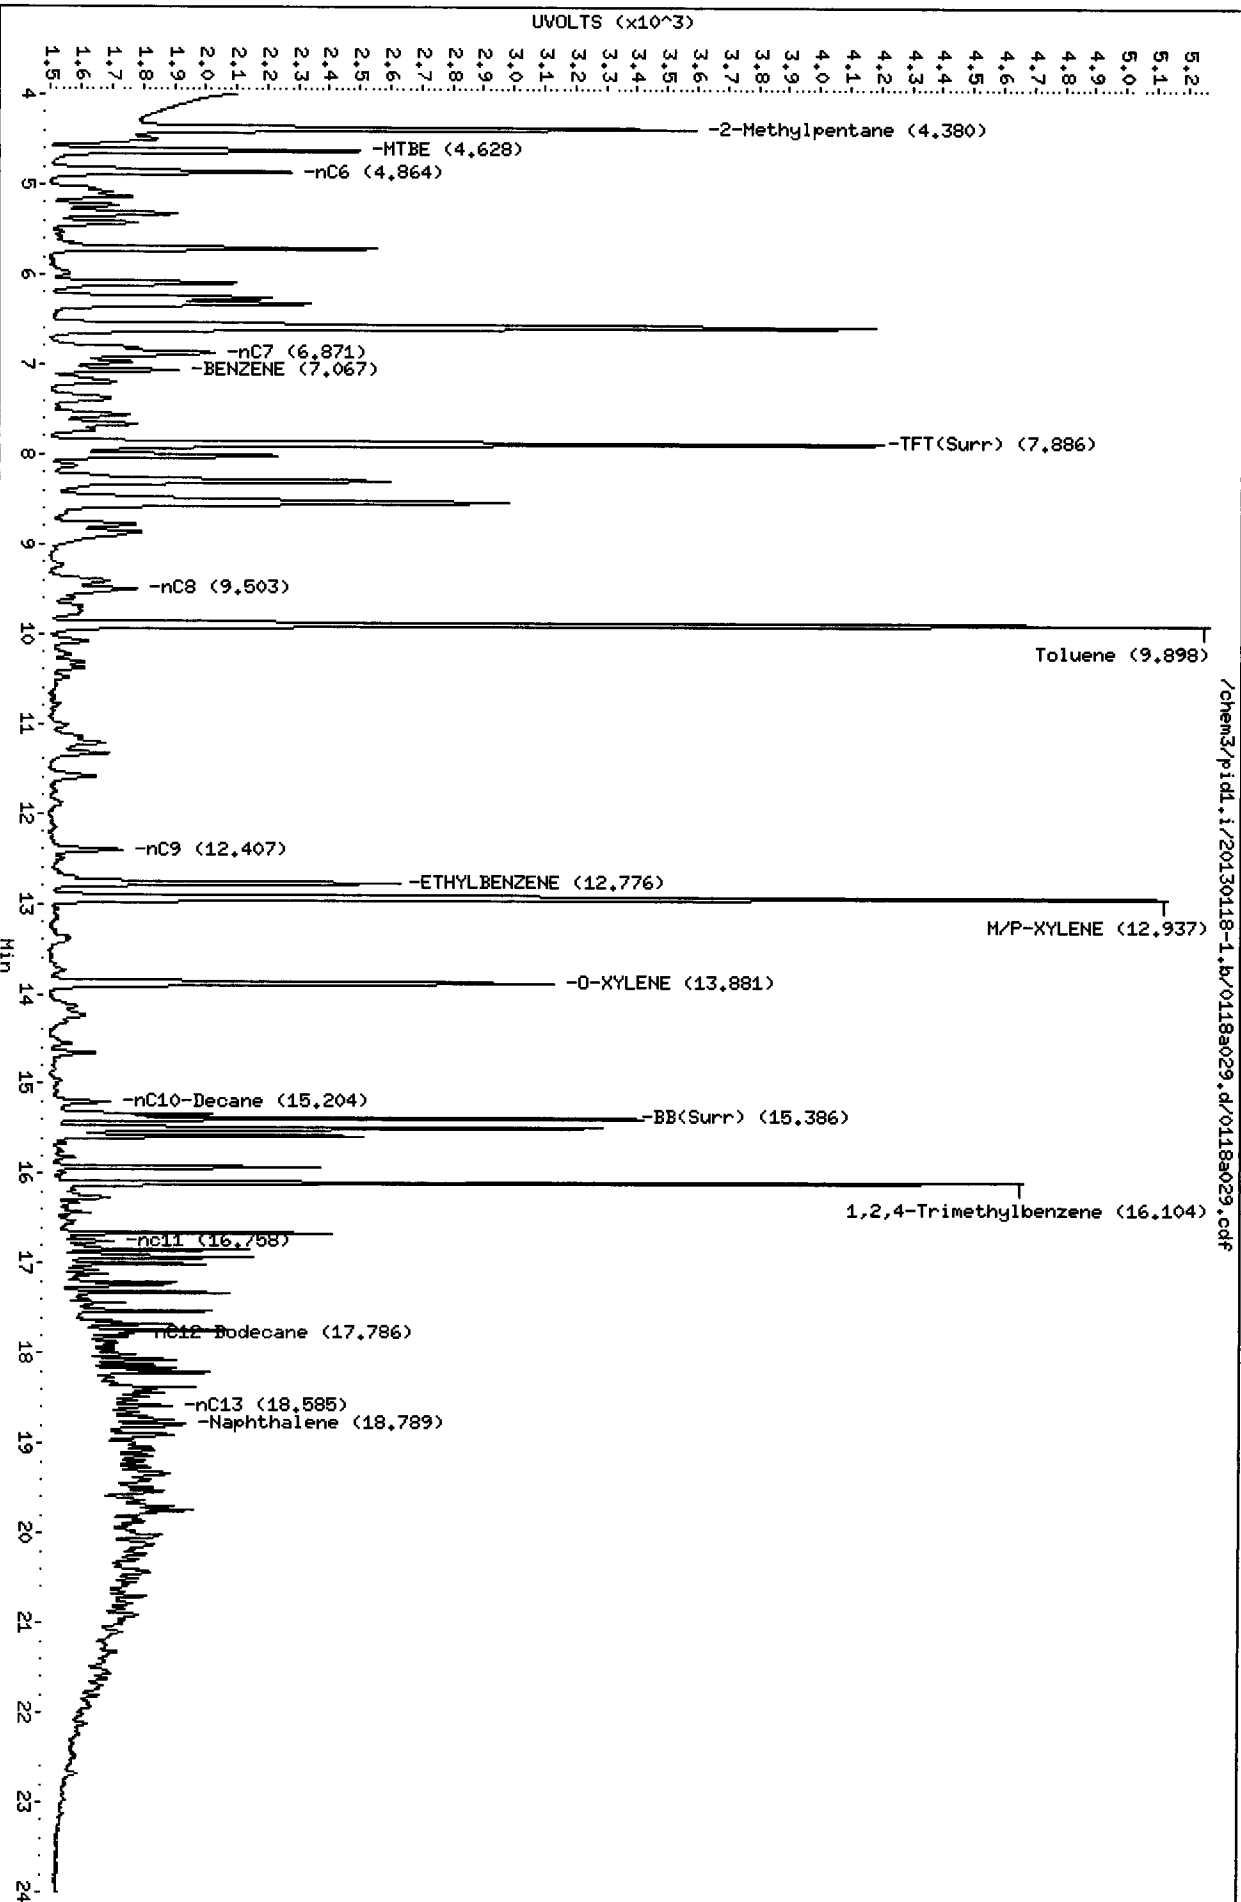 UVOLTS (x10^3)
1.5
1.6
1.7
1.8
1.9
2.0
2.1
2.2
2.3
2.4
2.5
2.6
2.7
2.8
2.9
3.0
3.1
3.2
3.3
3.4
3.5
3.6
3.7
3.8
3.9
4.0
4.1
4.2
4.3
4.4
4.5
4.6
4.7
4.8
4.9
5.0
5.1
5.2
-2-Methylpentane (4.380)
-MTBE (4.628)
-nC6 (4.864)
-nC7 (6.871)
-BENZENE (7.067)
-TFT(Surr) (7.886)
-nC8 (9.503)
Toluene (9.898)
-nC9 (12.407)
-ETHYLBENZENE (12.776)
M/P-XYLENE (12.937)
-O-XYLENE (13.881)
-nC10-Decane (15.204)
-BB(Surr) (15.386)
1,2,4-Trimethylbenzene (16.104)
-nc11 (16.758)
nC12-Dodecane (17.786)
-nC13 (18.585)
-Naphthalene (18.789)
4
5
6
7
8
9
10
11
12
13
14
15
16
17
18
19
20
21
22
23
24
Min
/chem3/pid1.i/20130118-1.b/0118a029.d/0118a029.cdf